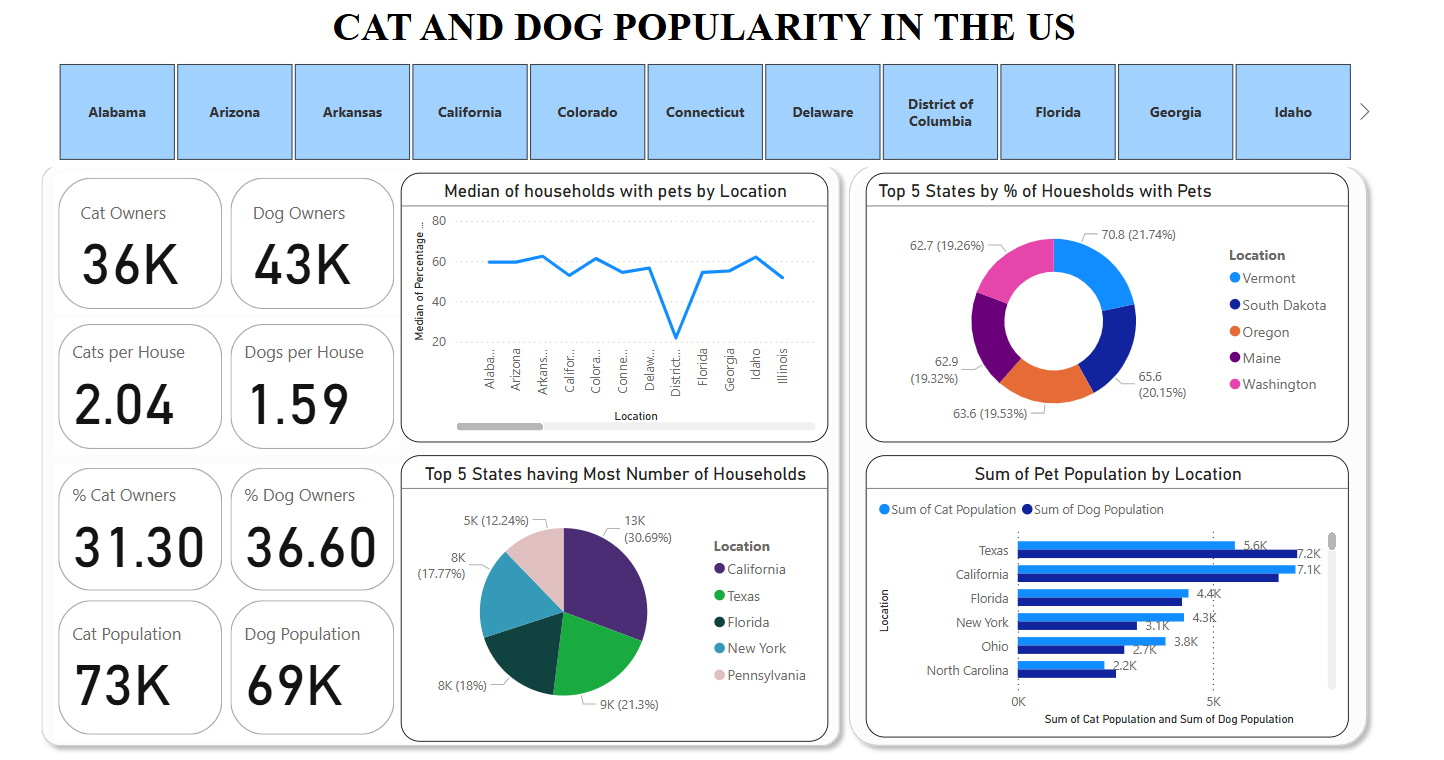 CAT AND DOG POPULARITY IN THE US
Alabama
Arizona
Arkansas
California
Colorado
Connecticut
Delaware
District of
Columbia
Florida
Georgia
Idaho
Cat Owners
36K
Dog Owners
43K
Cats per House
2.04
Dogs per House
1.59
% Cat Owners
31.30
% Dog Owners
36.60
Cat Population
73K
Dog Population
69K
Median of households with pets by Location
Median of Percentage ...
80
60
40
20
Alaba...
Arizona
Arkans...
Califor...
Colora...
Conne...
Delaw...
District...
Florida
Georgia
Idaho
Illinois
Location
Top 5 States having Most Number of Households
5K (12.24%)
13K
(30.69%)
8K
(17.77%)
8K (18%)
9K (21.3%)
Location
California
Texas
Florida
New York
Pennsylvania
Top 5 States by % of Houesholds with Pets
62.7 (19.26%)
70.8 (21.74%)
62.9
(19.32%)
65.6
(20.15%)
63.6 (19.53%)
Location
Vermont
South Dakota
Oregon
Maine
Washington
Sum of Pet Population by Location
Sum of Cat Population
Sum of Dog Population
Location
Texas
5.6K
7.2K
California
7.1K
Florida
4.4K
New York
4.3K
3.1K
Ohio
3.8K
2.7K
North Carolina
2.2K
0K
5K
Sum of Cat Population and Sum of Dog Population